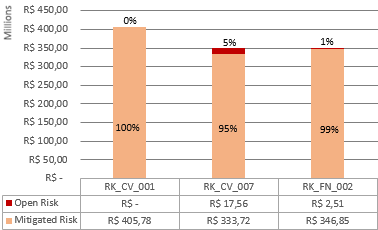 Millions
R$ 450,00
R$ 400,00
R$ 350,00
R$ 300,00
R$ 250,00
R$ 200,00
R$ 150,00
R$ 100,00
R$ 50,00
R$ -
0%
5%
1%
100%
95%
99%
RK_CV_001 RK_CV_007 RK_FN_002
Open Risk R$ - R$ 17,56 R$ 2,51
Mitigated Risk R$ 405,78 R$ 333,72 R$ 346,85